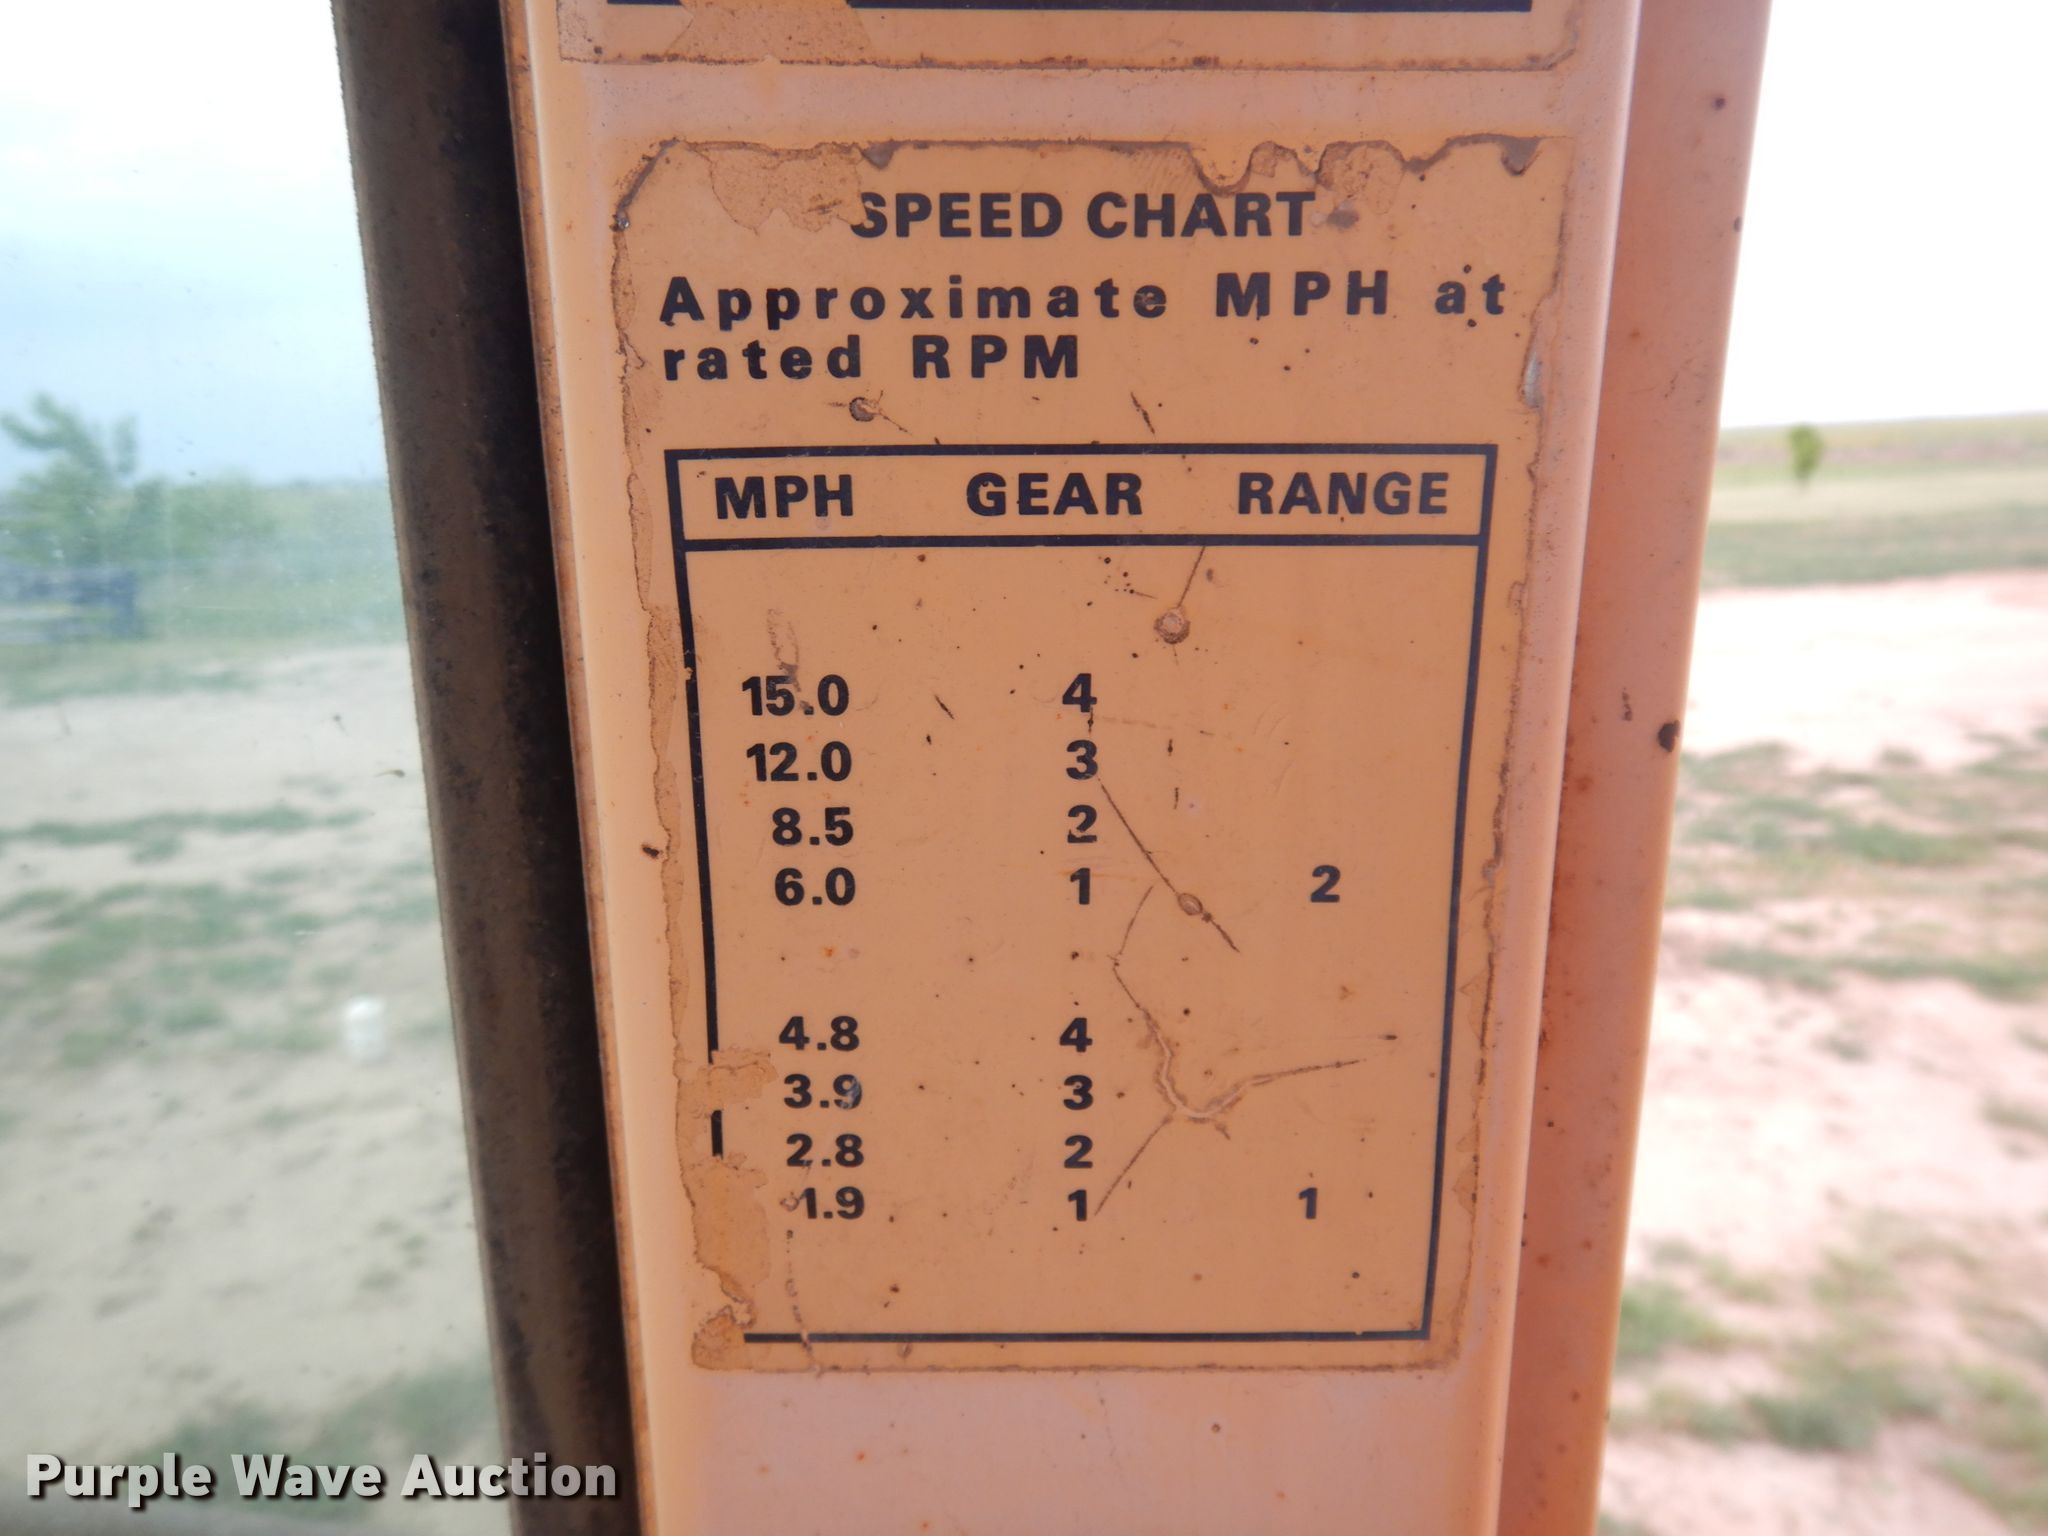 SPEED CHART
Approximate MPH at
rated RPM
MPH GEAR RANGE
15.0 4
12.0 3
8.5 2
6.0 1 2
4.8 4
3.9 3
2.8 2
1.9 1 1
Purple Wave Auction